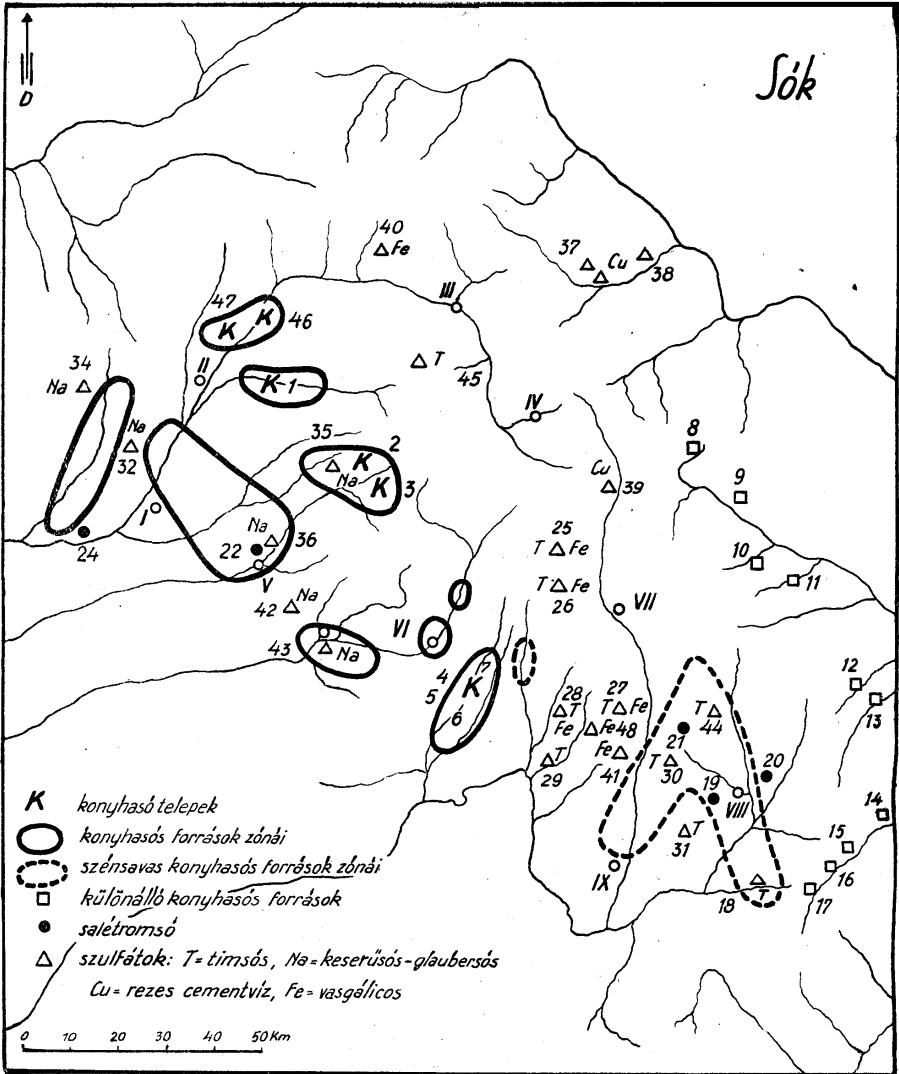 Sók
D
40
Fe
37
Cu
38
47
K
K
46
III
34
Na
II
K 1
T
45
IV
Na
32
35
2
K
Na
K
3
8
Cu
39
9
I
24
Na
22
36
V
25
T Fe
10
11
T Fe
26
42
Na
VI
VII
43
Na
4
5
7
K
6
28
T
Fe
27
T Fe
Fe 48
Fe
41
T
29
T
44
21
T
30
12
13
20
19
VIII
14
T
31
15
16
IX
18
T
17
K konyhasó telepek
konyhasós források zónái
szénsavas konyhasós források zónái
különálló konyhasós források
salétromsó
szulfátok: T = timsós, Na = keserűsós-glaubersós
Cu = rezes cementvíz, Fe = vasgálicos
0 10 20 30 40 50 Km